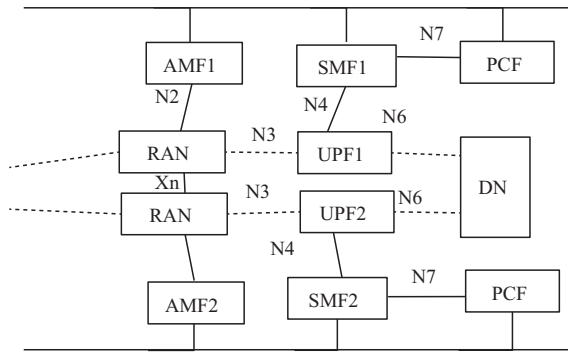 N7
AMF1
SMF1
PCF
N2
N4
N6
N3
RAN
UPF1
Xn
DN
N3
N6
RAN
UPF2
N4
N7
AMF2
SMF2
PCF